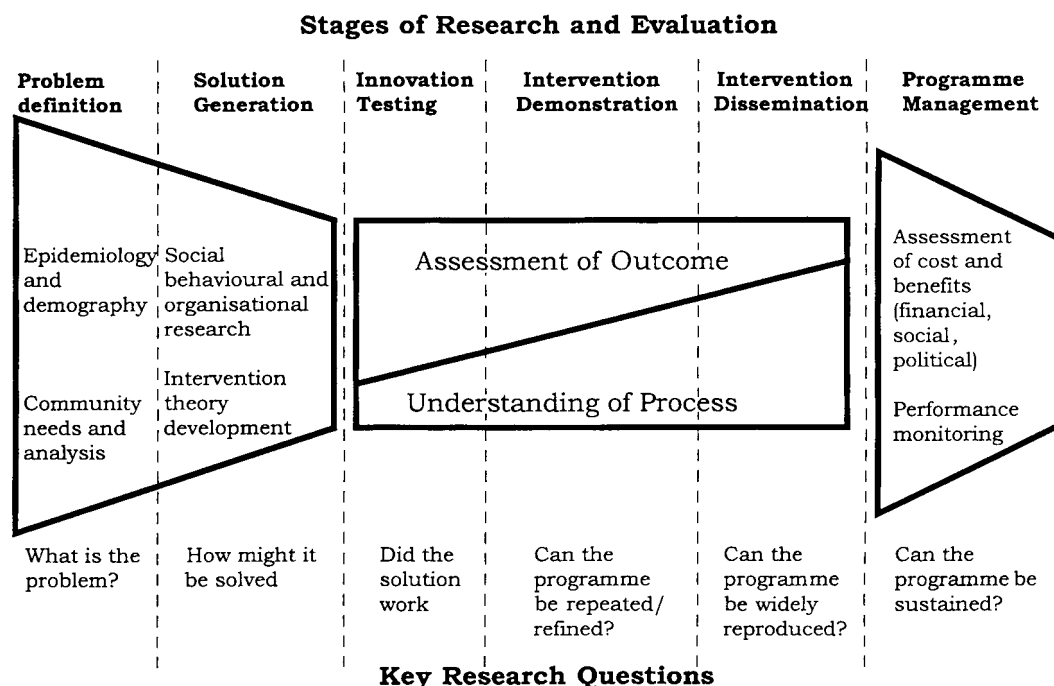 Stages of Research and Evaluation
Problem
definition
Solution
Generation
Innovation
Testing
Intervention
Demonstration
Intervention
Dissemination
Programme
Management
Epidemiology
and
demography
Community
needs and
analysis
Social
behavioural and
organisational
research
Intervention
theory
development
Assessment of Outcome
Understanding of Process
Assessment
of cost and
benefits
(financial,
social,
political)
Performance
monitoring
What is the
problem?
How might it
be solved
Did the
solution
work
Can the
programme
be repeated/
refined?
Can the
programme
be widely
reproduced?
Can the
programme be
sustained?
Key Research Questions